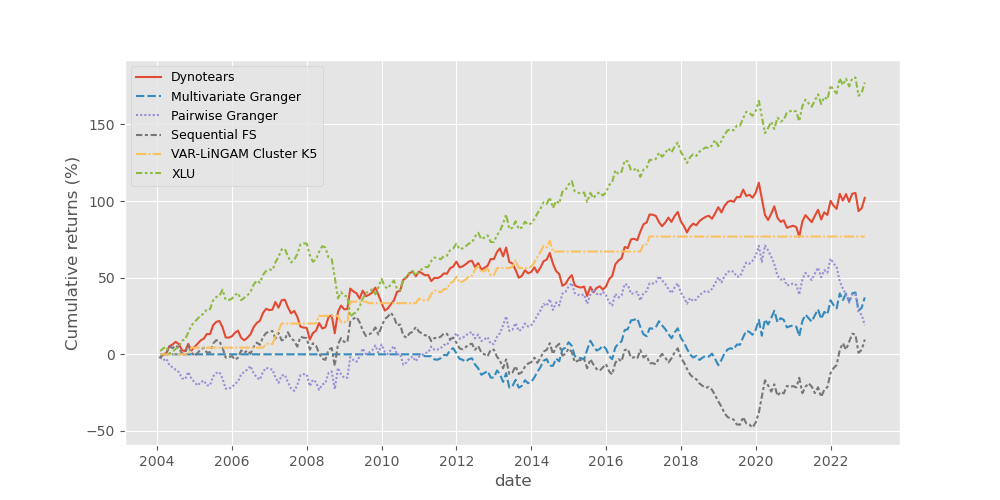 Dynotears
Multivariate Granger
Pairwise Granger
Sequential FS
VAR-LiNGAM Cluster K5
XLU
Cumulative returns (%)
150
100
50
0
−50
2004 2006 2008 2010 2012 2014 2016 2018 2020 2022
date